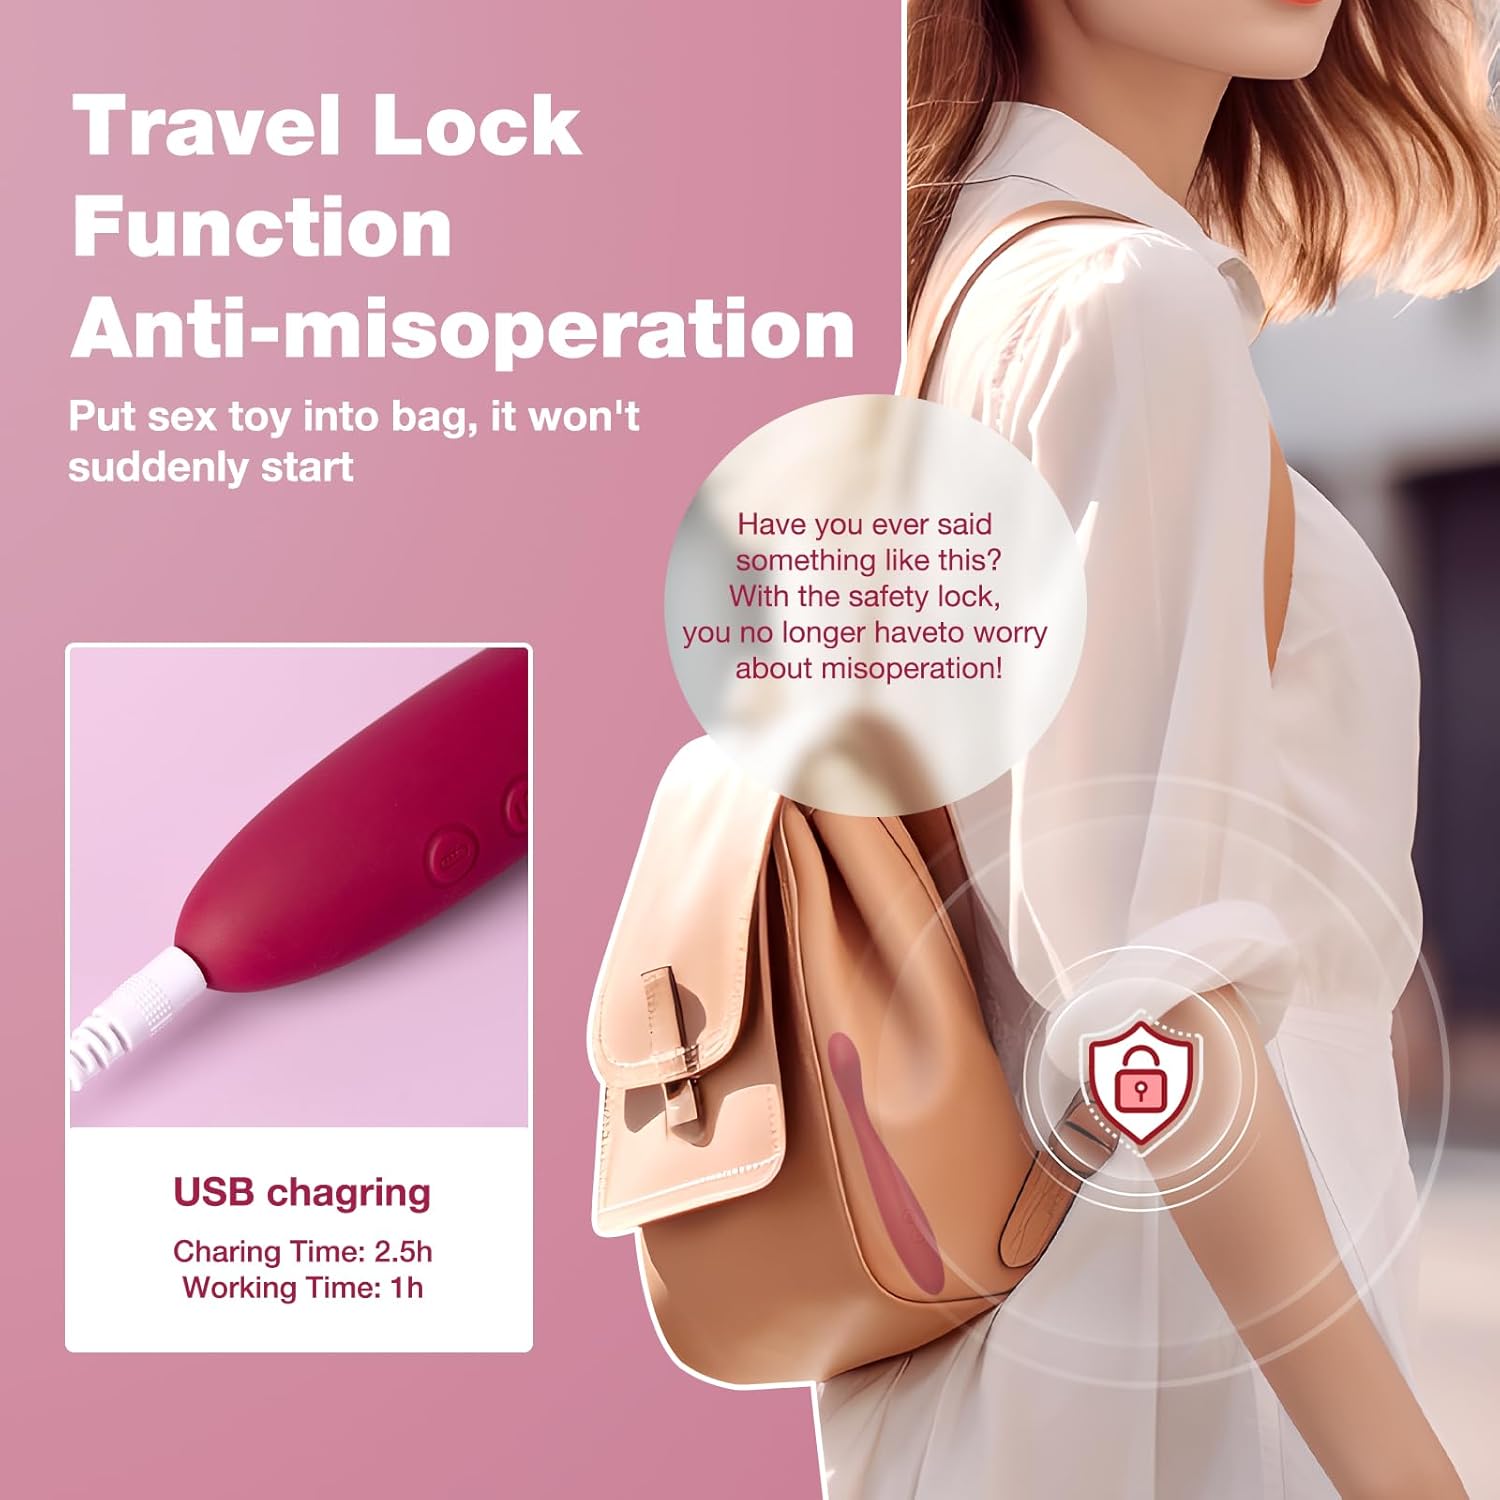 Travel Lock
Function
Anti-misoperation
Put sex toy into bag, it won't
suddenly start
Have you ever said
something like this?
With the safety lock,
you no longer haveto worry
about misoperation!
USB chagring
Charing Time: 2.5h
Working Time: 1h